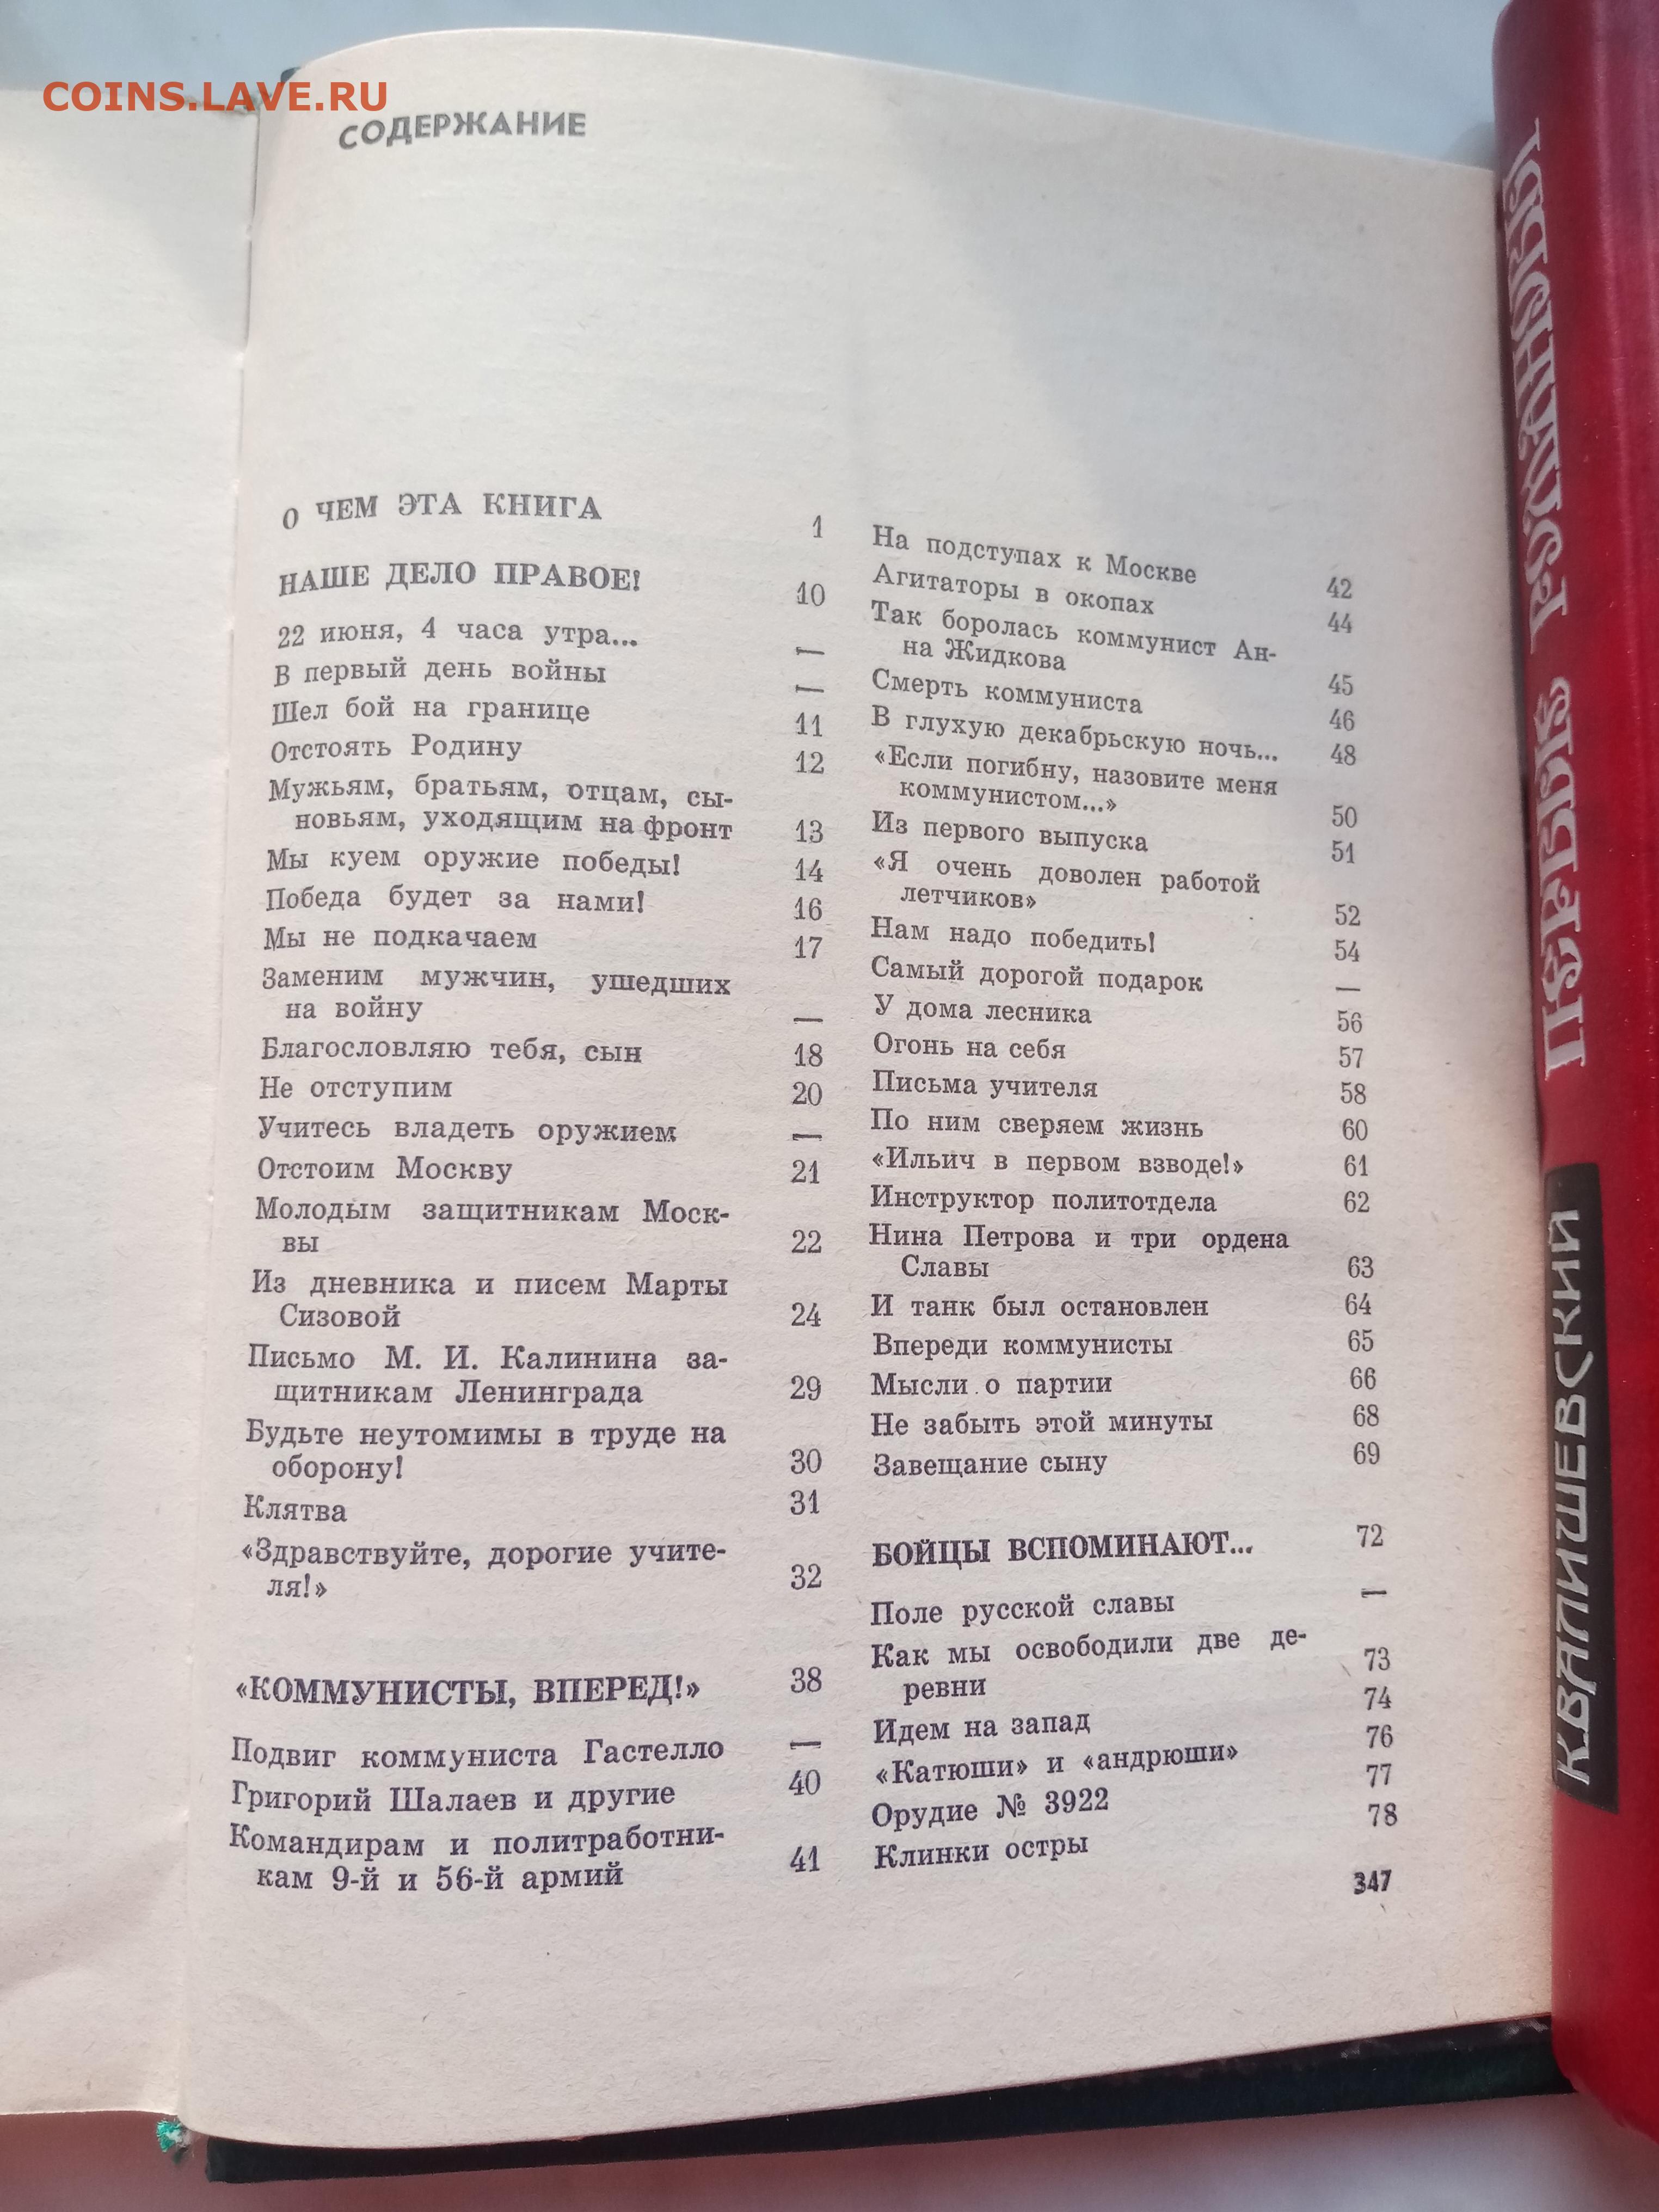 COINS.LAVE.RU
СОДЕРЖАНИЕ
О ЧЕМ ЭТА КНИГА 1
НАШЕ ДЕЛО ПРАВОЕ! 10
22 июня, 4 часа утра... —
В первый день войны —
Шел бой на границе 11
Отстоять Родину 12
Мужьям, братьям, отцам, сы-
новьям, уходящим на фронт 13
Мы куем оружие победы! 14
Победа будет за нами! 16
Мы не подкачаем 17
Заменим мужчин, ушедших
на войну —
Благословляю тебя, сын 18
Не отступим 20
Учитесь владеть оружием —
Отстоим Москву 21
Молодым защитникам Моск-
вы 22
Из дневника и писем Марты
Сизовой 24
Письмо М. И. Калинина за-
щитникам Ленинграда 29
Будьте неутомимы в труде на
оборону! 30
Клятва 31
«Здравствуйте, дорогие учите-
ля!» 32
«КОММУНИСТЫ, ВПЕРЕД!» 38
Подвиг коммуниста Гастелло —
Григорий Шалаев и другие 40
Командирам и политработни-
кам 9-й и 56-й армий 41
На подступах к Москве 42
Агитаторы в окопах 44
Так боролась коммунист Ан-
на Жидкова 45
Смерть коммуниста 46
В глухую декабрьскую ночь... 48
«Если погибну, назовите меня
коммунистом...» 50
Из первого выпуска 51
«Я очень доволен работой
летчиков» 52
Нам надо победить! 54
Самый дорогой подарок —
У дома лесника 56
Огонь на себя 57
Письма учителя 58
По ним сверяем жизнь 60
«Ильич в первом взводе!» 61
Инструктор политотдела 62
Нина Петрова и три ордена
Славы 63
И танк был остановлен 64
Впереди коммунисты 65
Мысли о партии 66
Не забыть этой минуты 68
Завещание сыну 69
БОЙЦЫ ВСПОМИНАЮТ... 72
Поле русской славы —
Как мы освободили две де-
ревни 73
Идем на запад 74
«Катюши» и «андрюши» 76
Орудие № 3922 77
Клинки остры 78
347
КВАЛИШЕВСКИЙ